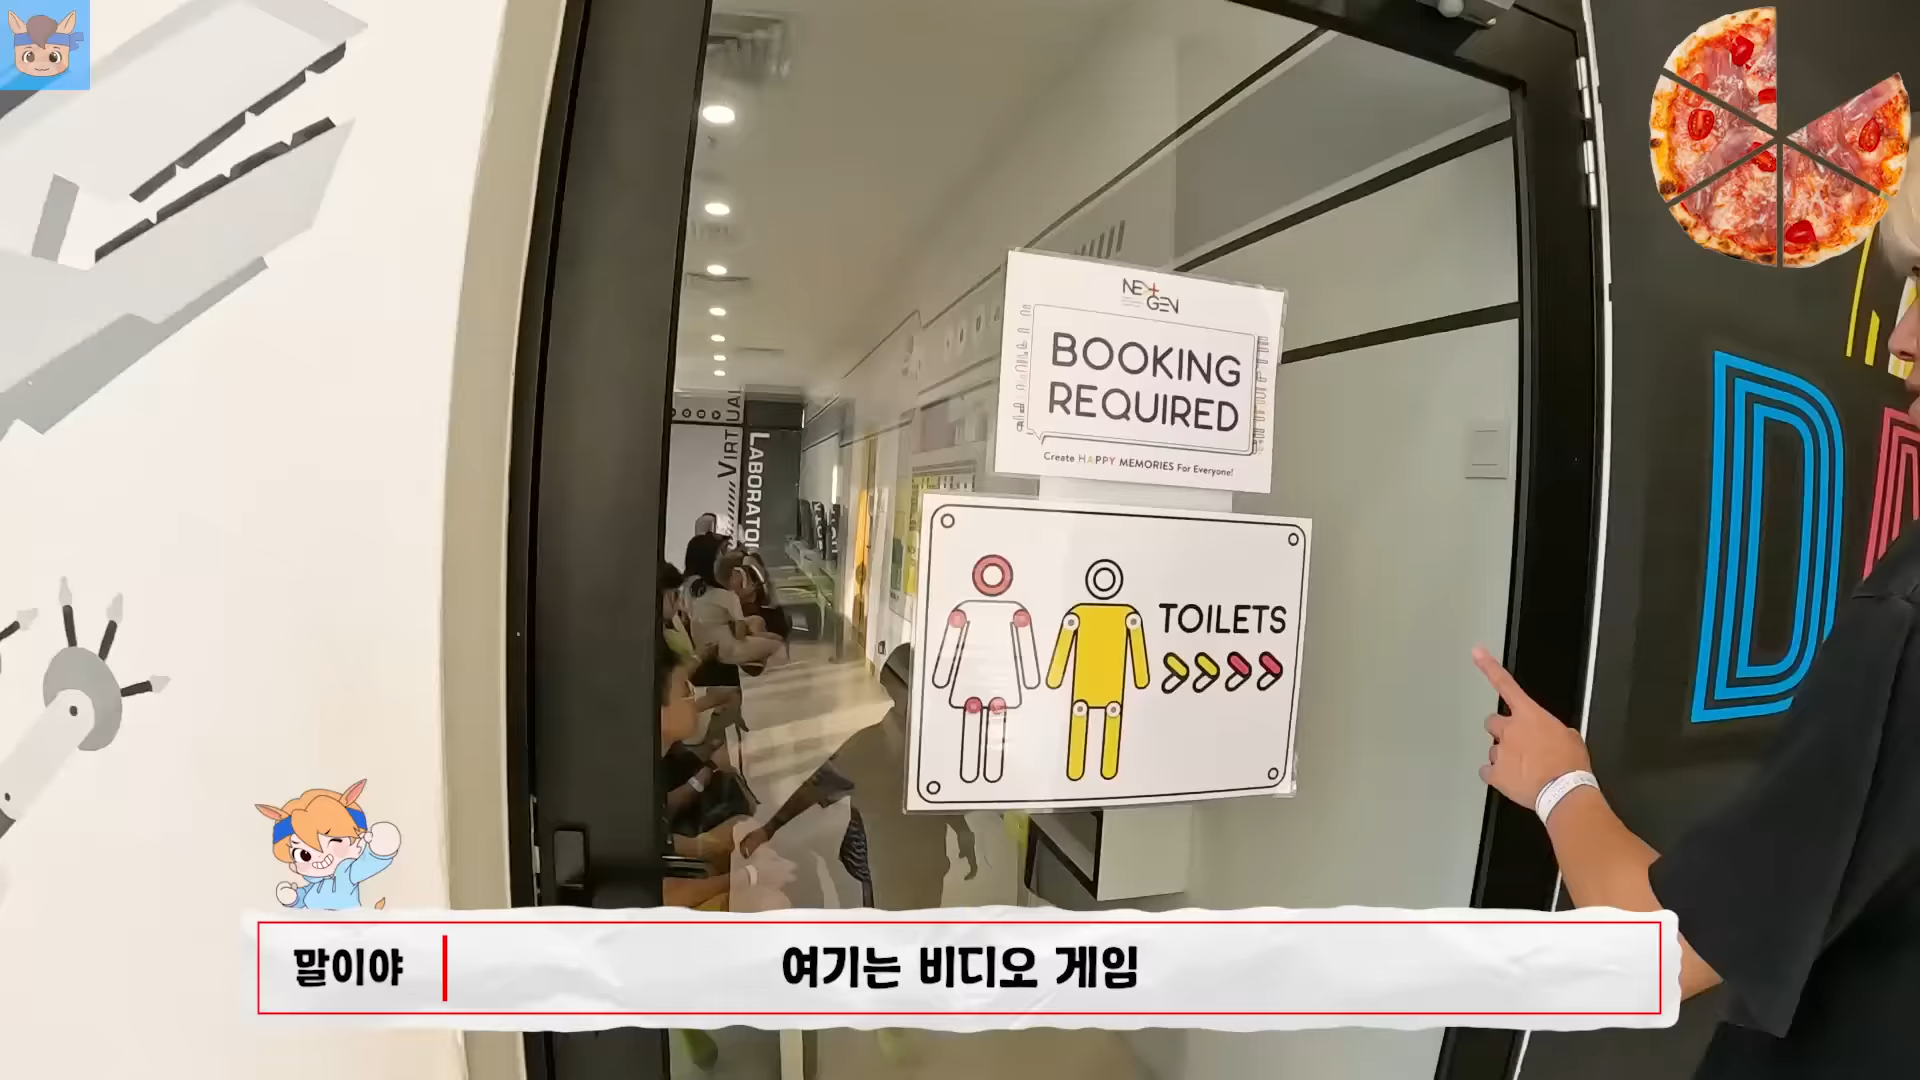 NEXT
GEN
BOOKING
REQUIRED
Create HAPPY MEMORIES For Everyone!
VIRTUAL
LABORATO
TOILETS
D
말이야
여기는 비디오 게임